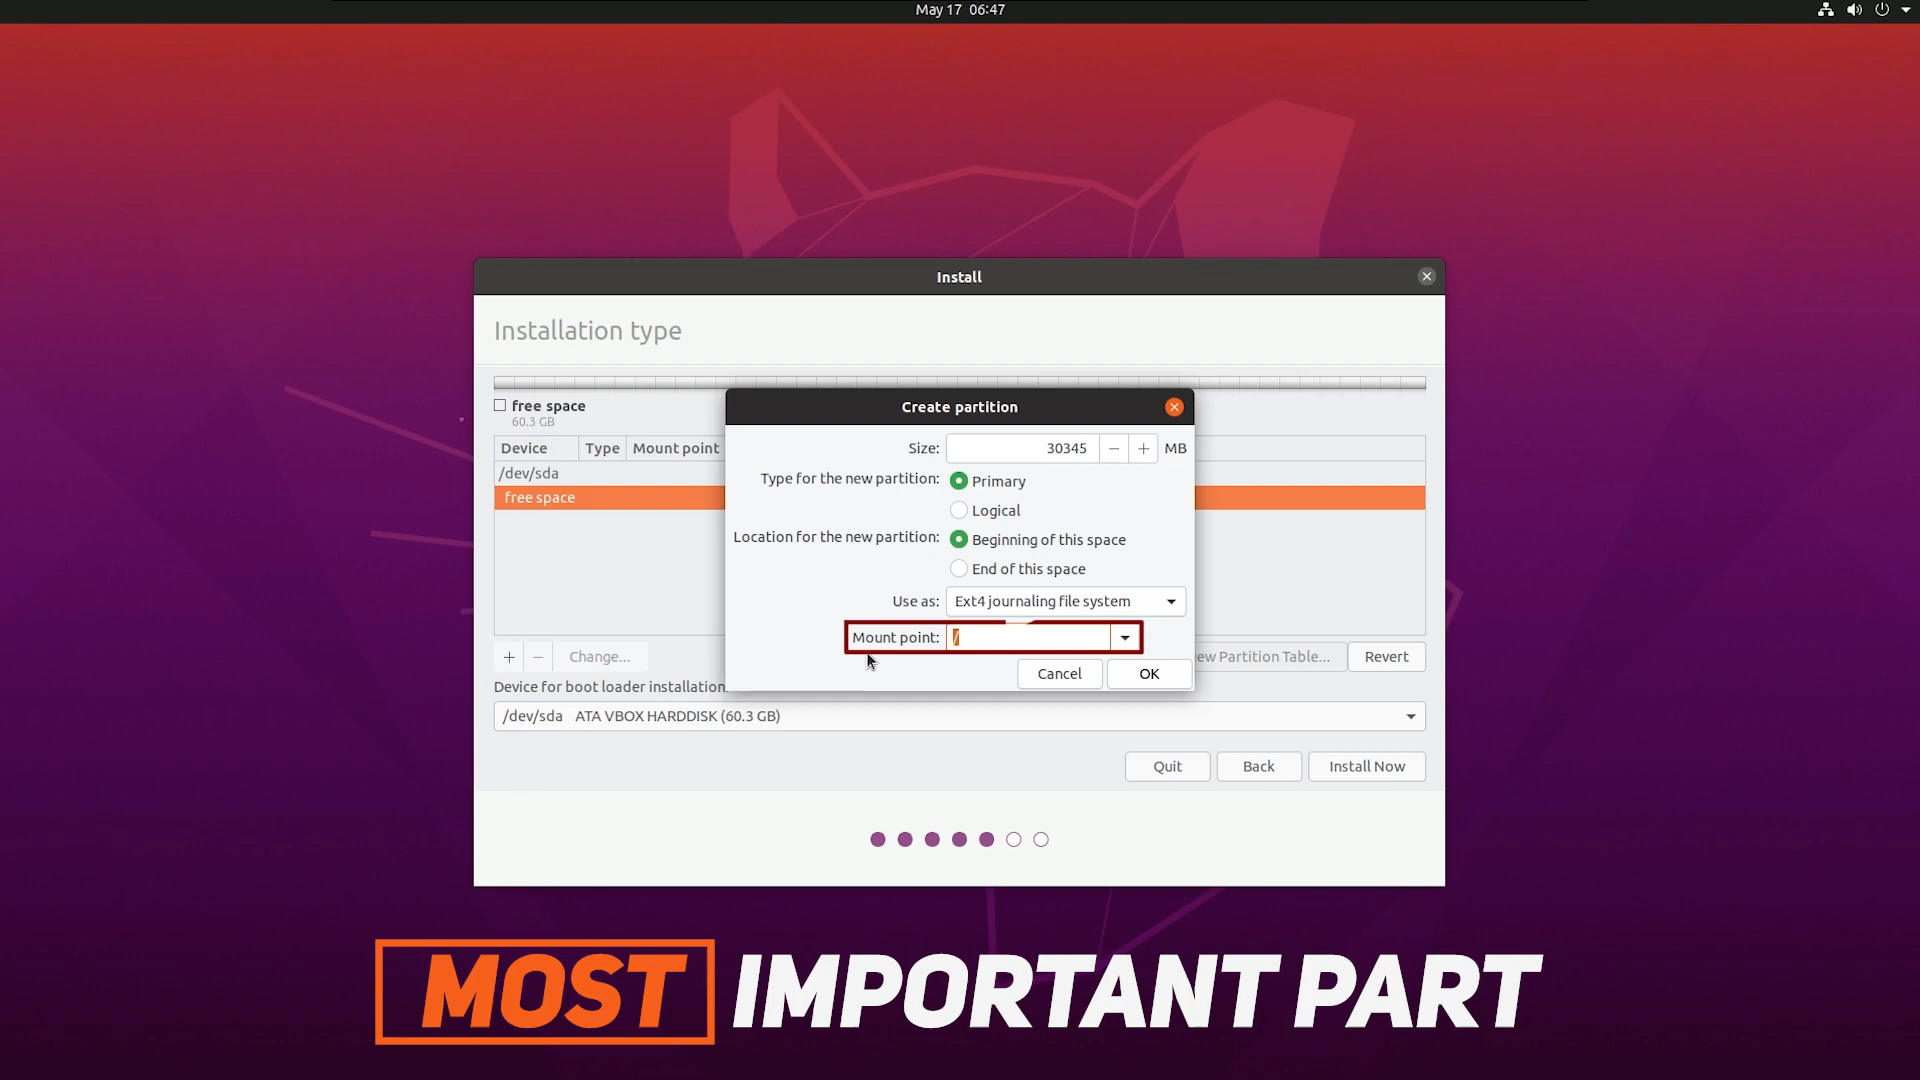 May 17 06:47
Install
Installation type
free space
60.3 GB
Device Type Mount point
/dev/sda
free space
Create partition
Size: 30345 MB
Type for the new partition: Primary
Logical
Location for the new partition: Beginning of this space
End of this space
Use as: Ext4 journaling file system
Mount point: /
Cancel OK
+ − Change... ew Partition Table... Revert
Device for boot loader installation
/dev/sda ATA VBOX HARDDISK (60.3 GB)
Quit Back Install Now
MOST IMPORTANT PART